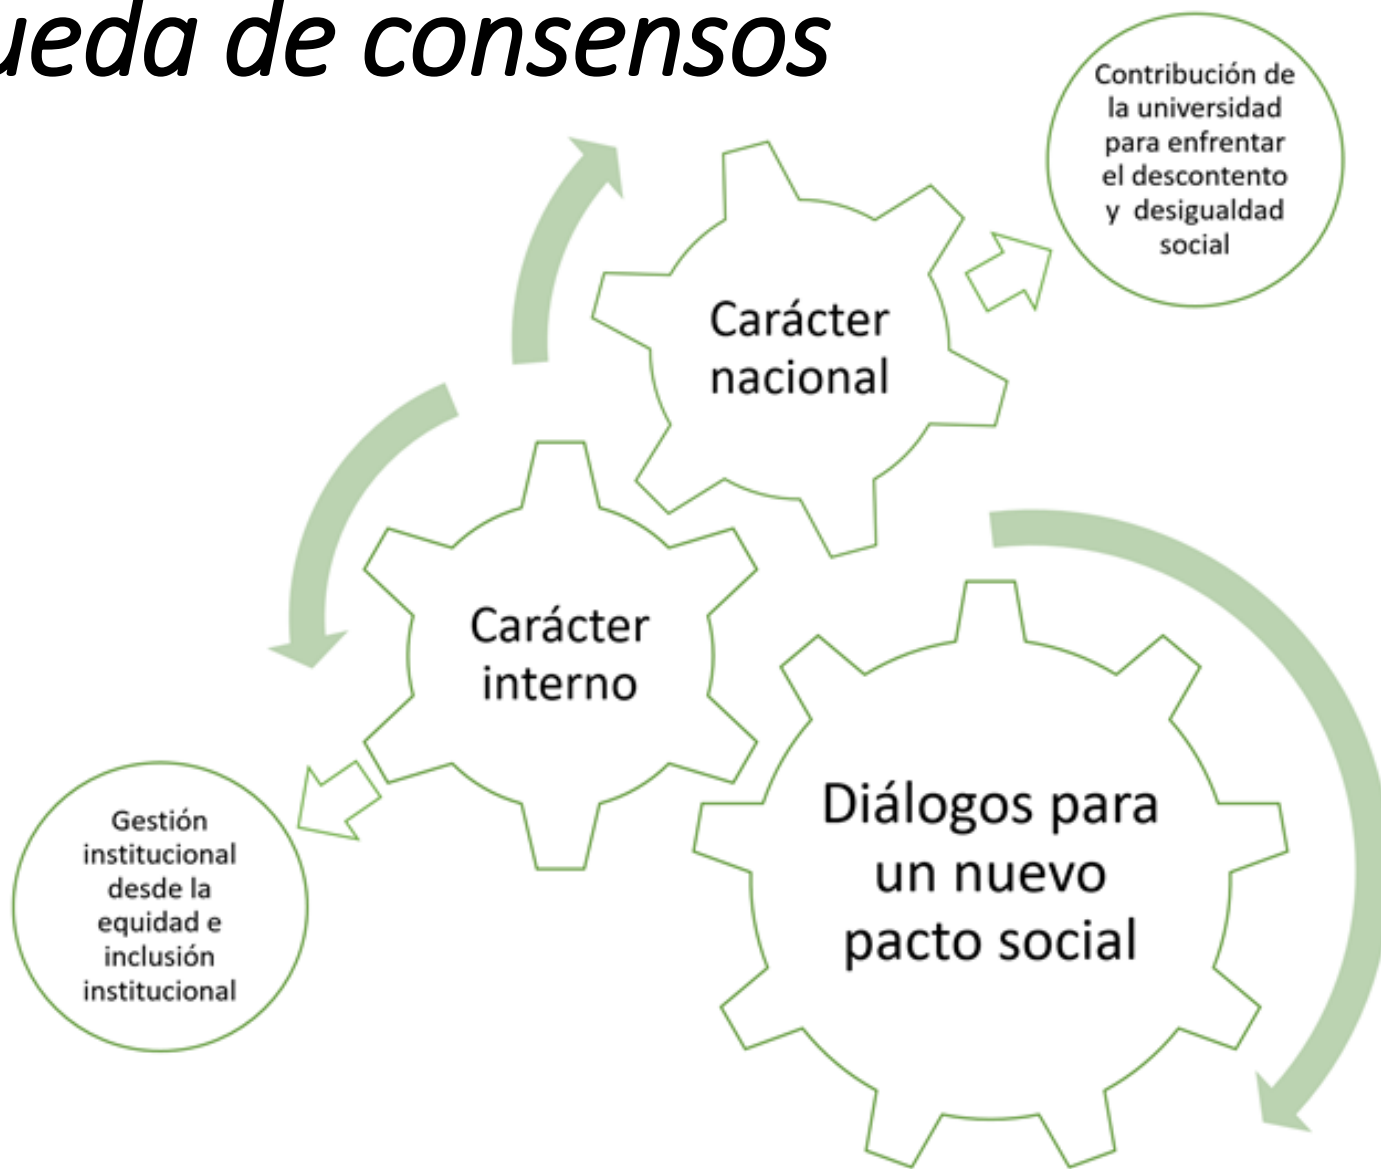 ueda de consensos
Contribución de
la universidad
para enfrentar
el descontento
y desigualdad
social
Carácter
nacional
Carácter
interno
Diálogos para
un nuevo
pacto social
Gestión
institucional
desde la
equidad e
inclusión
institucional